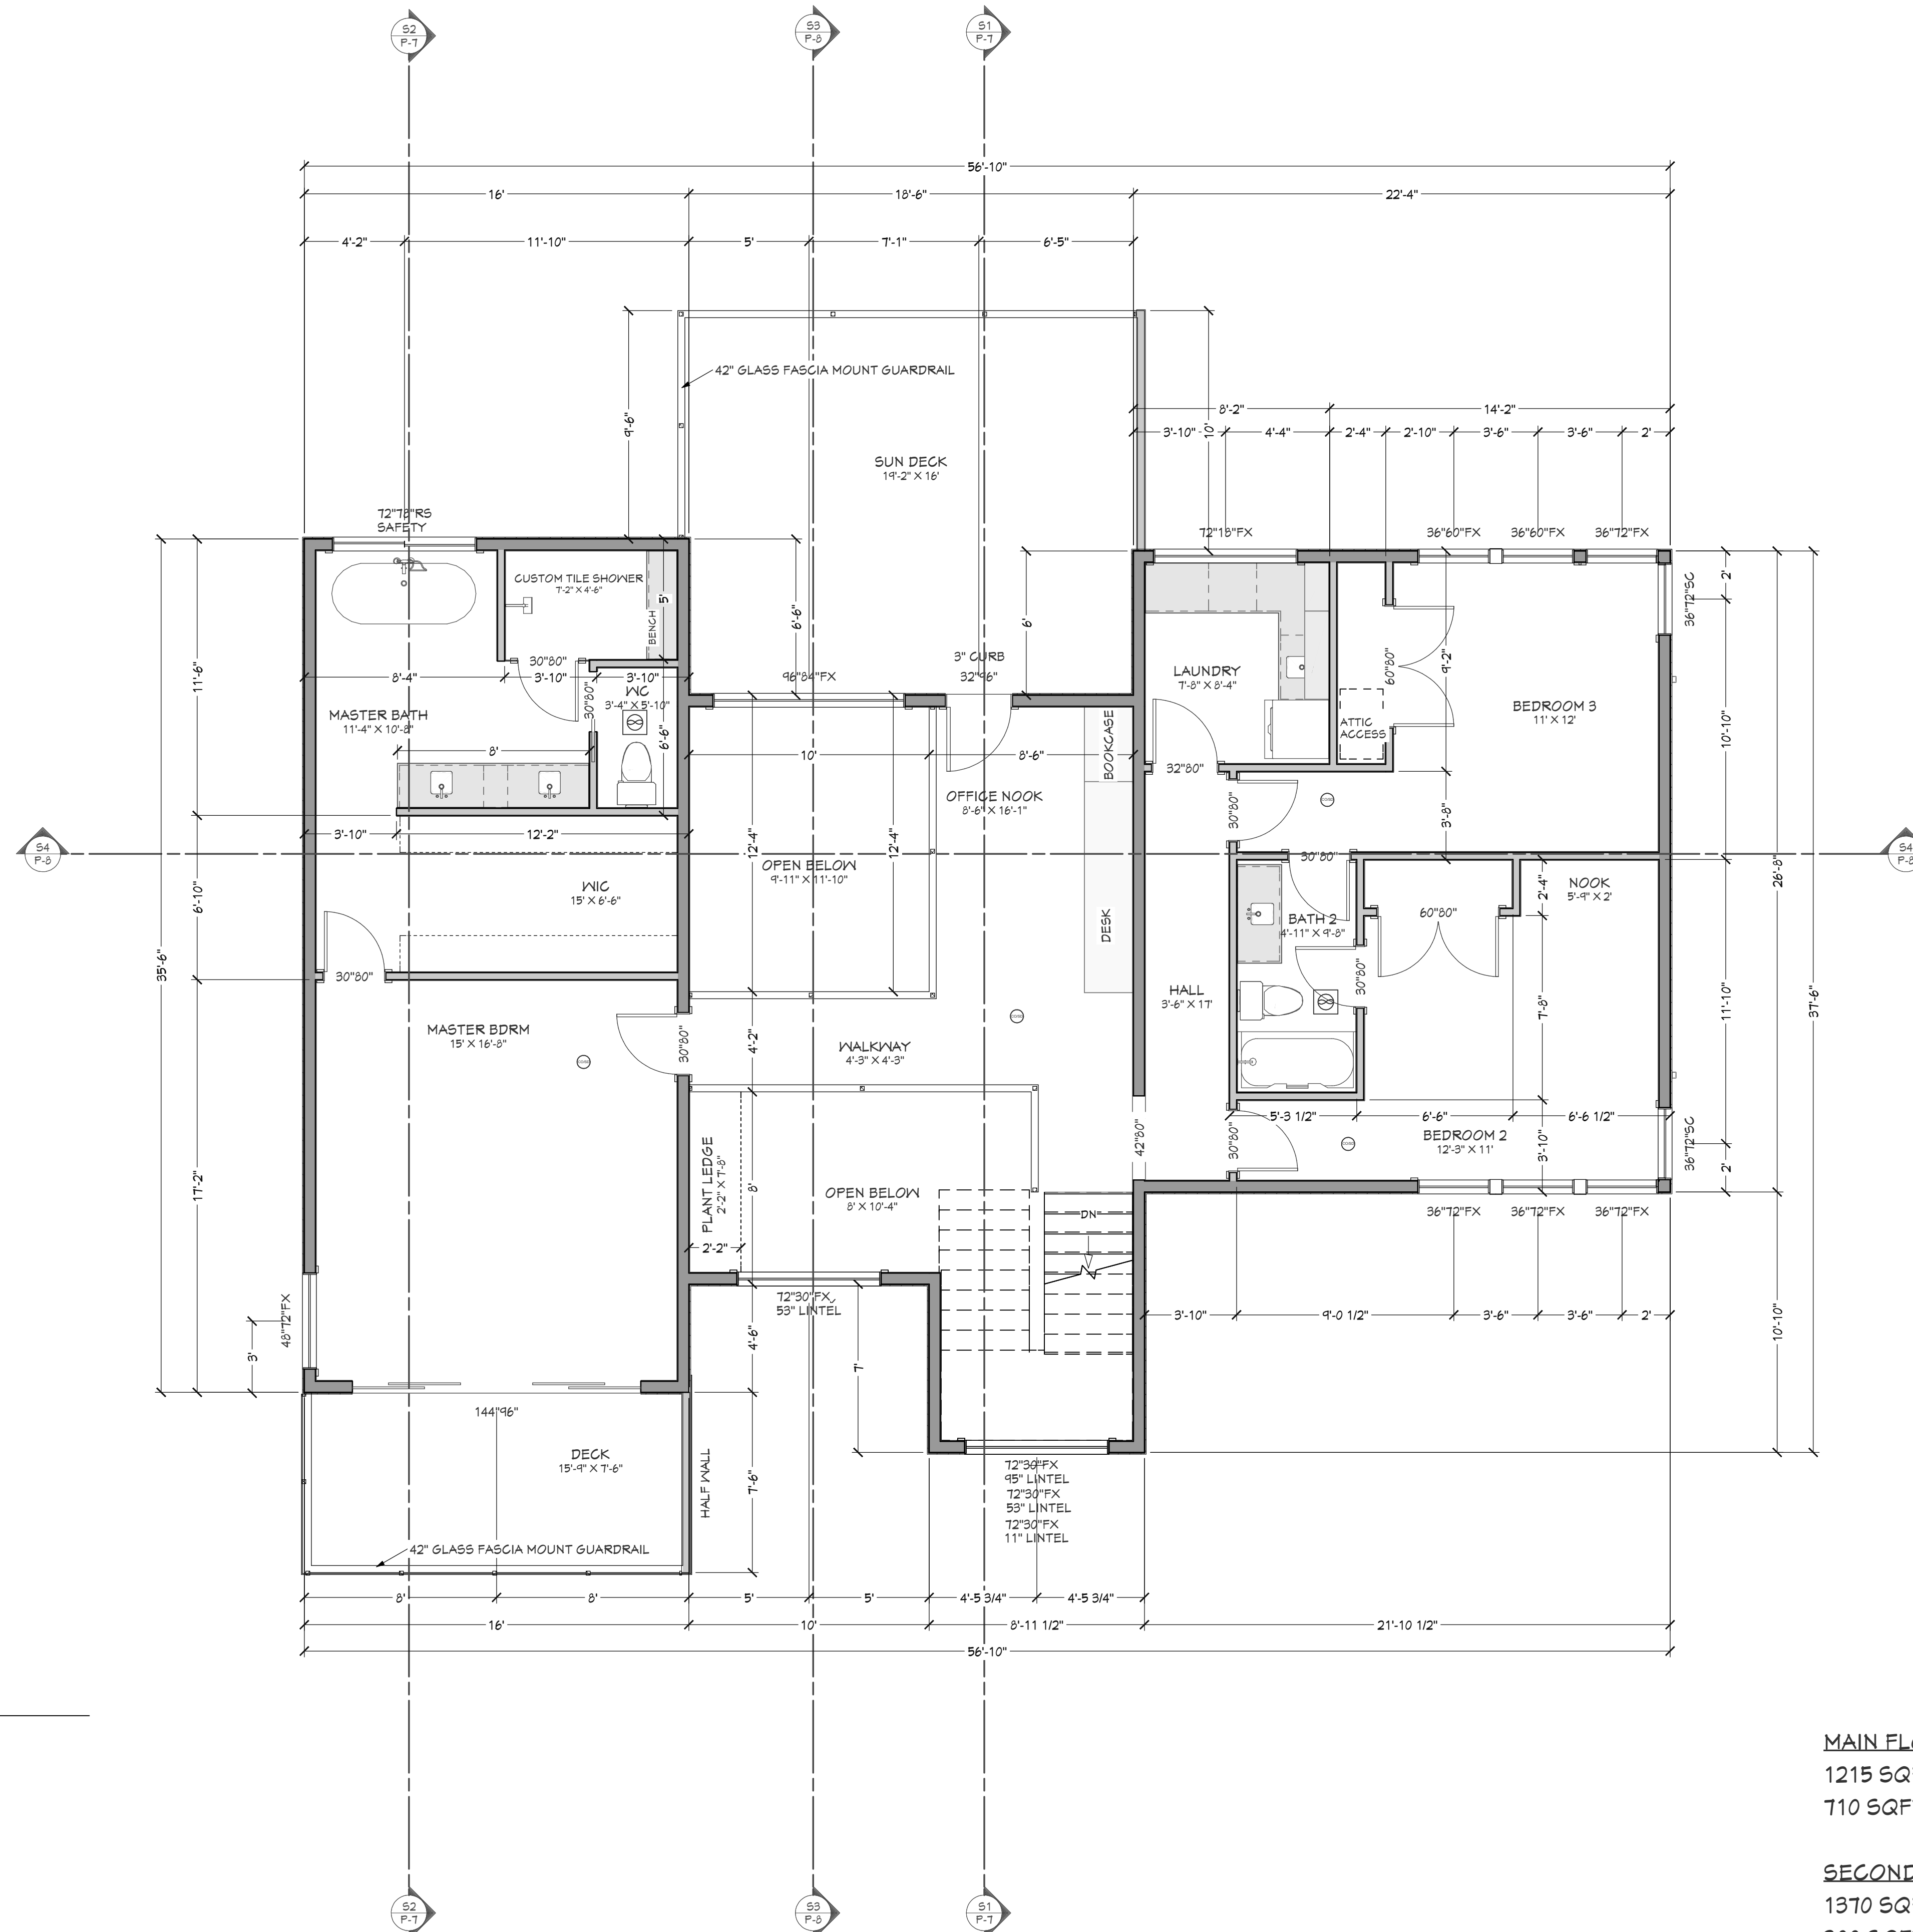 S2
P-7
S3
P-8
S1
P-7
56'-10"
16'
18'-6"
22'-4"
4'-2"
11'-10"
5'
7'-1"
6'-5"
42" GLASS FASCIA MOUNT GUARDRAIL
9'-6"
10'
8'-2"
14'-2"
3'-10"
4'-4"
2'-4"
2'-10"
3'-6"
3'-6"
2'
SUN DECK
19'-2" X 16'
72"78"RS
SAFETY
72"18"FX
36"60"FX
36"60"FX
36"72"FX
CUSTOM TILE SHOWER
7'-2" X 4'-6"
BENCH
5'
6'-6"
6'
36"72"SC
2'
30"80"
3" CURB
32"96"
96"84"FX
8'-4"
3'-10"
3'-10"
30"80"
WC
3'-4" X 5'-10"
LAUNDRY
7'-8" X 8'-4"
60"80"
9'-2"
11'-6"
MASTER BATH
11'-4" X 10'-8"
6'-6"
8'
10'
8'-6"
BOOKCASE
ATTIC
ACCESS
BEDROOM 3
11' X 12'
10'-10"
32"80"
OFFICE NOOK
8'-6" X 16'-1"
30"80"
3'-8"
3'-10"
12'-2"
12'-4"
12'-4"
S4
P-8
S4
P-8
30"80"
26'-8"
OPEN BELOW
9'-11" X 11'-10"
WIC
15' X 6'-6"
6'-10"
NOOK
5'-9" X 2'
2'-4"
DESK
BATH 2
4'-11" X 9'-8"
60"80"
35'-6"
30"80"
30"80"
HALL
3'-6" X 17'
7'-8"
11'-10"
37'-6"
MASTER BDRM
15' X 16'-8"
30"80"
4'-2"
WALKWAY
4'-3" X 4'-3"
5'-3 1/2"
6'-6"
6'-6 1/2"
42"80"
30"80"
BEDROOM 2
12'-3" X 11'
3'-10"
36"72"SC
2'
17'-2"
PLANT LEDGE
2'-2" X 7'-8"
8'
OPEN BELOW
8' X 10'-4"
DN
2'-2"
36"72"FX
36"72"FX
36"72"FX
72"30"FX
53" LINTEL
48"72"FX
3'
4'-6"
7'
3'-10"
9'-0 1/2"
3'-6"
3'-6"
2'
10'-10"
144"96"
DECK
15'-9" X 7'-6"
HALF WALL
7'-6"
72"30"FX
95" LINTEL
72"30"FX
53" LINTEL
72"30"FX
11" LINTEL
42" GLASS FASCIA MOUNT GUARDRAIL
8'
8'
5'
5'
4'-5 3/4"
4'-5 3/4"
16'
10'
8'-11 1/2"
21'-10 1/2"
56'-10"
MAIN
1215
710
SECOND
1370
S2
P-7
S3
P-8
S1
P-7